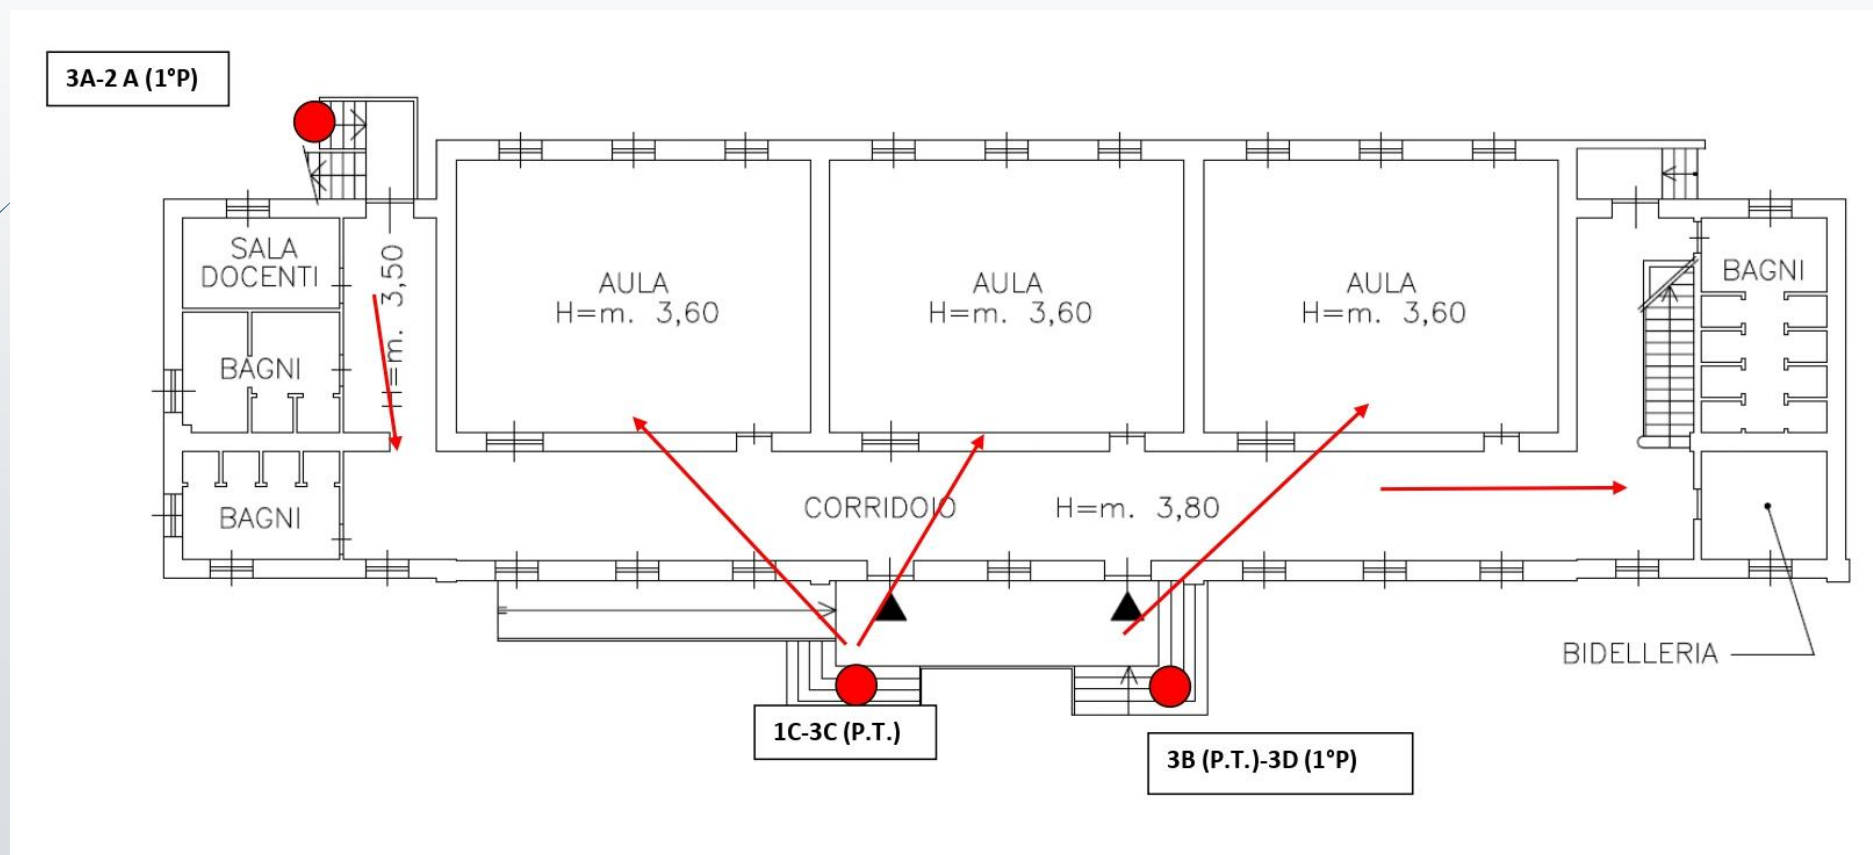 3A-2 A (1°P)
SALA
DOCENTI
H=m. 3,50
AULA
H=m. 3,60
AULA
H=m. 3,60
AULA
H=m. 3,60
BAGNI
BAGNI
BAGNI
CORRIDOIO
H=m. 3,80
BIDELLERIA
1C-3C (P.T.)
3B (P.T.)-3D (1°P)